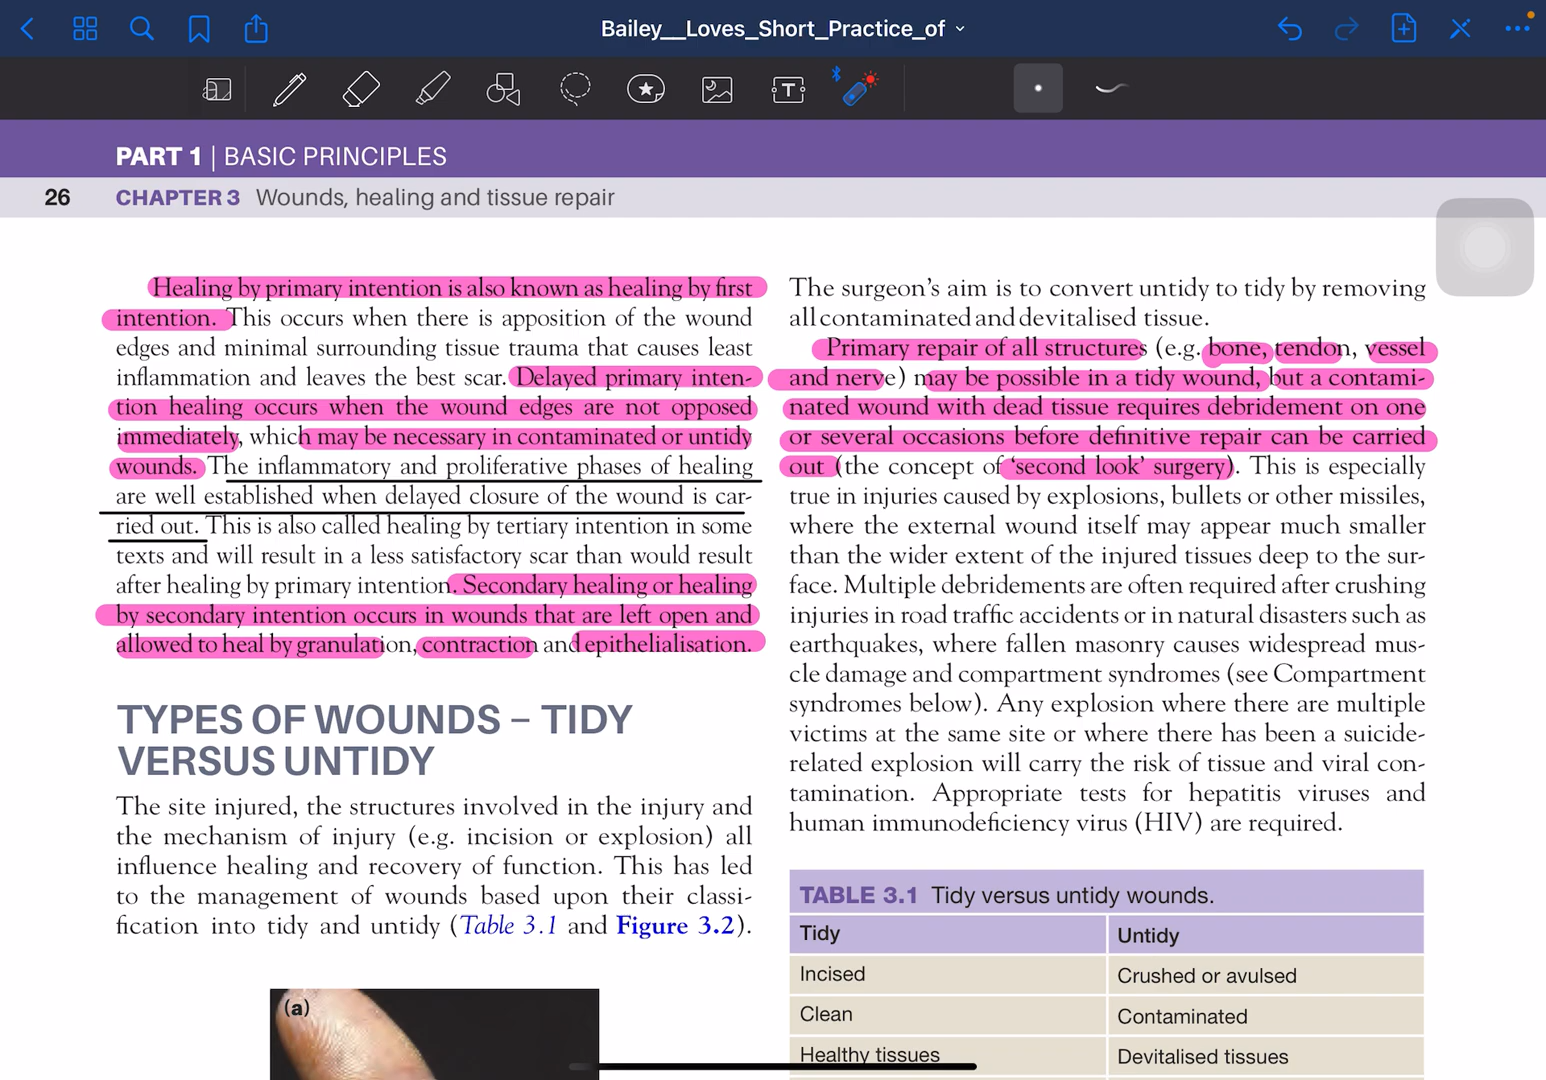 Bailey__Loves_Short_Practice_of
T
PART 1 | BASIC PRINCIPLES
26 CHAPTER 3 Wounds, healing and tissue repair
Healing by primary intention is also known as healing by first
intention. This occurs when there is apposition of the wound
edges and minimal surrounding tissue trauma that causes least
inflammation and leaves the best scar. Delayed primary inten-
tion healing occurs when the wound edges are not opposed
immediately, which may be necessary in contaminated or untidy
wounds. The inflammatory and proliferative phases of healing
are well established when delayed closure of the wound is car-
ried out. This is also called healing by tertiary intention in some
texts and will result in a less satisfactory scar than would result
after healing by primary intention. Secondary healing or healing
by secondary intention occurs in wounds that are left open and
allowed to heal by granulation, contraction and epithelialisation.
TYPES OF WOUNDS – TIDY
VERSUS UNTIDY
The site injured, the structures involved in the injury and
the mechanism of injury (e.g. incision or explosion) all
influence healing and recovery of function. This has led
to the management of wounds based upon their classi-
fication into tidy and untidy (Table 3.1 and Figure 3.2).
(a)
The surgeon's aim is to convert untidy to tidy by removing
all contaminated and devitalised tissue.
Primary repair of all structures (e.g. bone, tendon, vessel
and nerve) may be possible in a tidy wound, but a contami-
nated wound with dead tissue requires debridement on one
or several occasions before definitive repair can be carried
out (the concept of 'second look' surgery). This is especially
true in injuries caused by explosions, bullets or other missiles,
where the external wound itself may appear much smaller
than the wider extent of the injured tissues deep to the sur-
face. Multiple debridements are often required after crushing
injuries in road traffic accidents or in natural disasters such as
earthquakes, where fallen masonry causes widespread mus-
cle damage and compartment syndromes (see Compartment
syndromes below). Any explosion where there are multiple
victims at the same site or where there has been a suicide-
related explosion will carry the risk of tissue and viral con-
tamination. Appropriate tests for hepatitis viruses and
human immunodeficiency virus (HIV) are required.
TABLE 3.1 Tidy versus untidy wounds.
Tidy Untidy
Incised Crushed or avulsed
Clean Contaminated
Healthy tissues Devitalised tissues